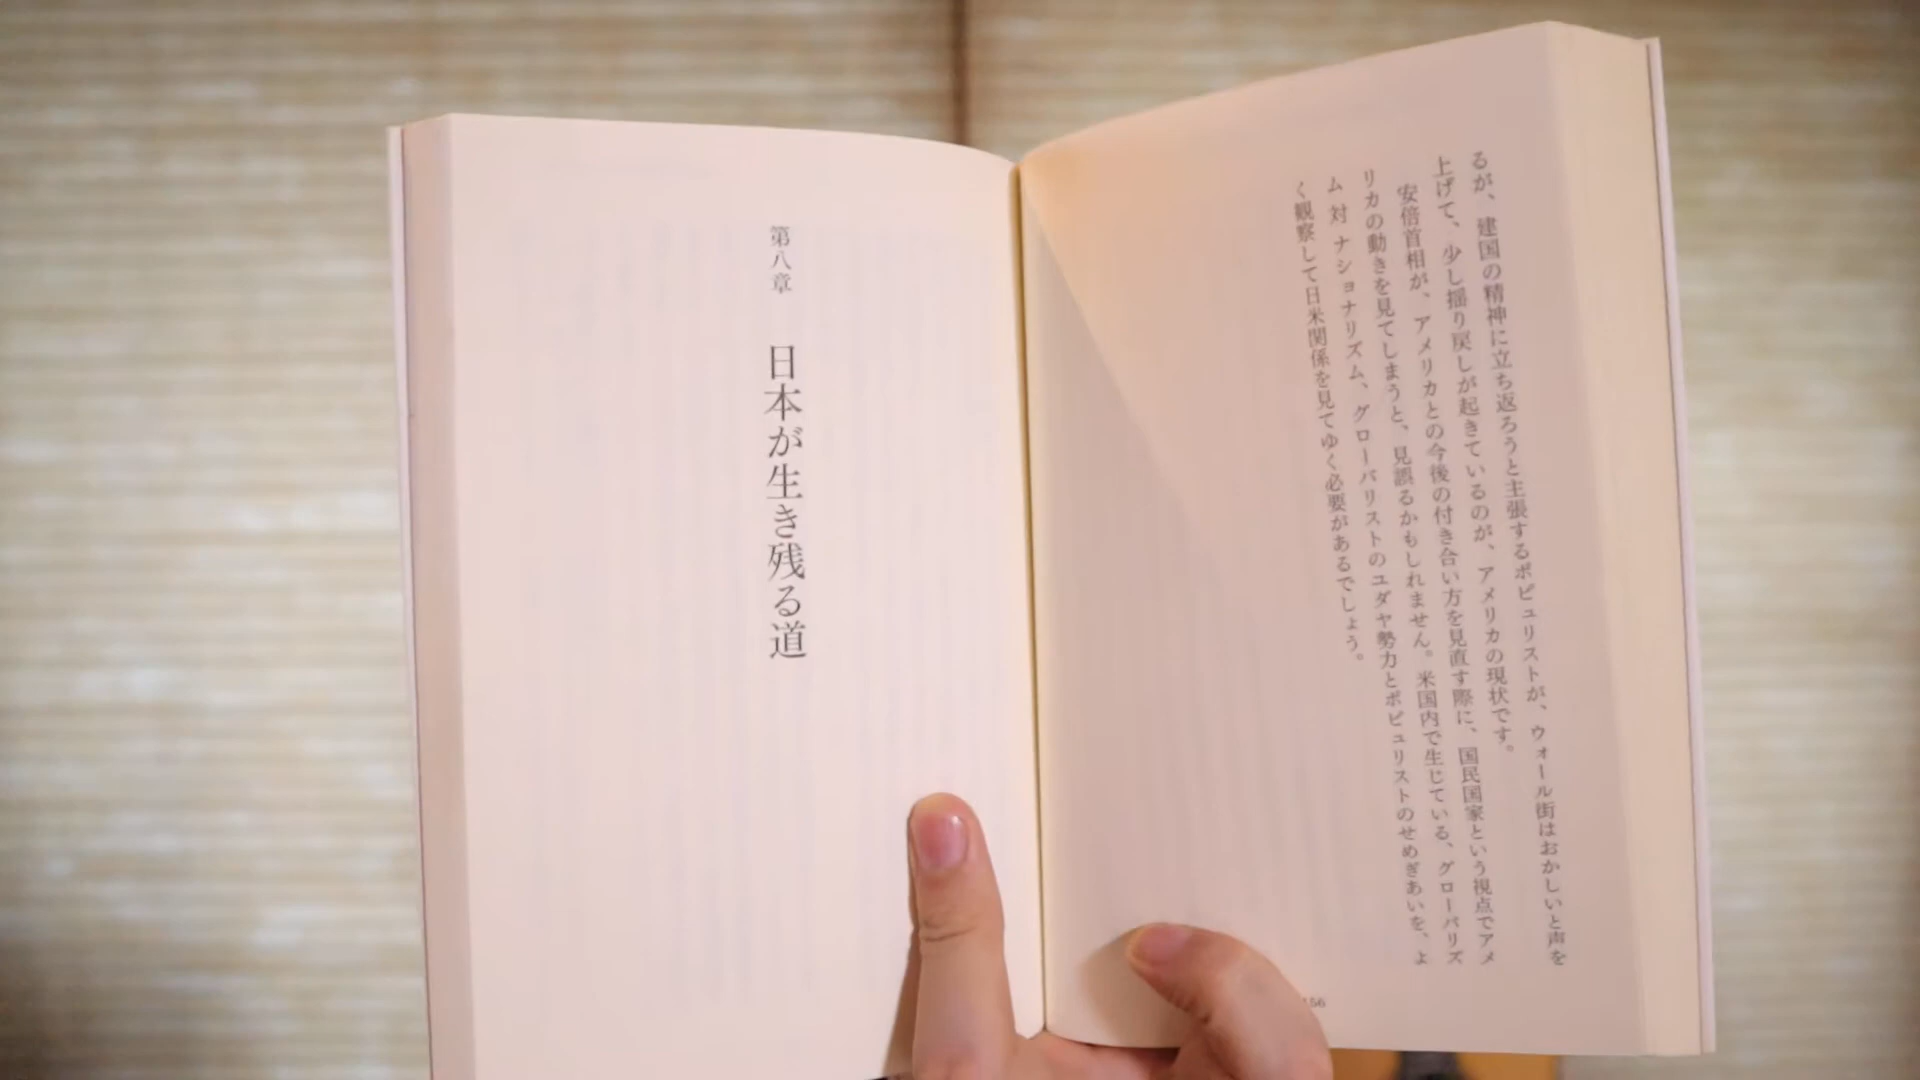 るが、建国の精神に立ち返ろうと主張するポピュリストが、ウォール街はおかしいと声を
上げて、少し揺り戻しが起きているのが、アメリカの現状です。
安倍首相が、アメリカとの今後の付き合い方を見直す際に、国民国家という視点でアメ
リカの動きを見てしまうと、見誤るかもしれません。米国内で生じている、グローバリズ
ム 対 ナショナリズム、グローバリストのユダヤ勢力とポピュリストのせめぎあいを、よ
く観察して日米関係を見てゆく必要があるでしょう。
156
第八章 日本が生き残る道